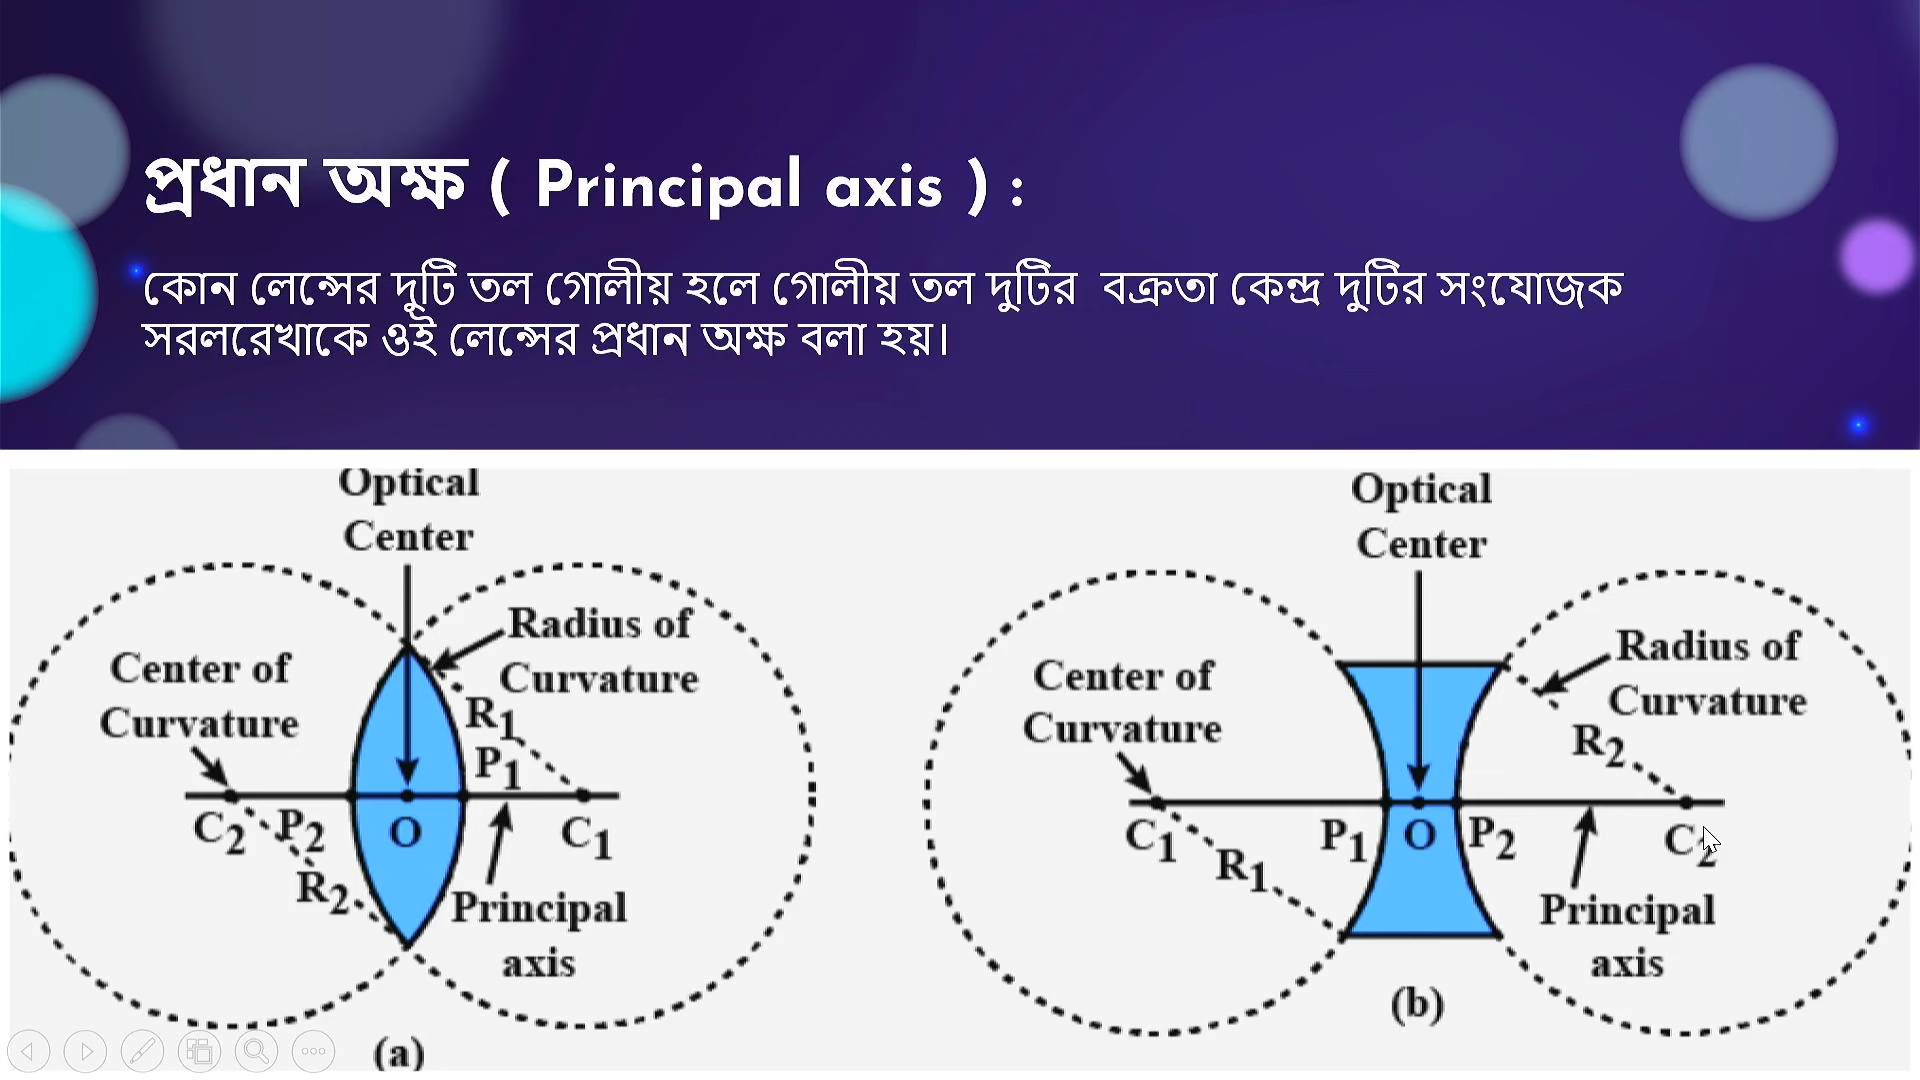 প্রধান অক্ষ ( Principal axis ) :
কোন লেন্সের দুটি তল গোলীয় হলে গোলীয় তল দুটির বক্রতা কেন্দ্র দুটির সংযোজক
সরলরেখাকে ওই লেন্সের প্রধান অক্ষ বলা হয়।
Optical
Center
Radius of
Curvature
Center of
Curvature
R1
P1
C2
P2
O
C1
R2
Principal
axis
(a)
Optical
Center
Radius of
Curvature
Center of
Curvature
R2
C1
P1
O
P2
C2
R1
Principal
axis
(b)